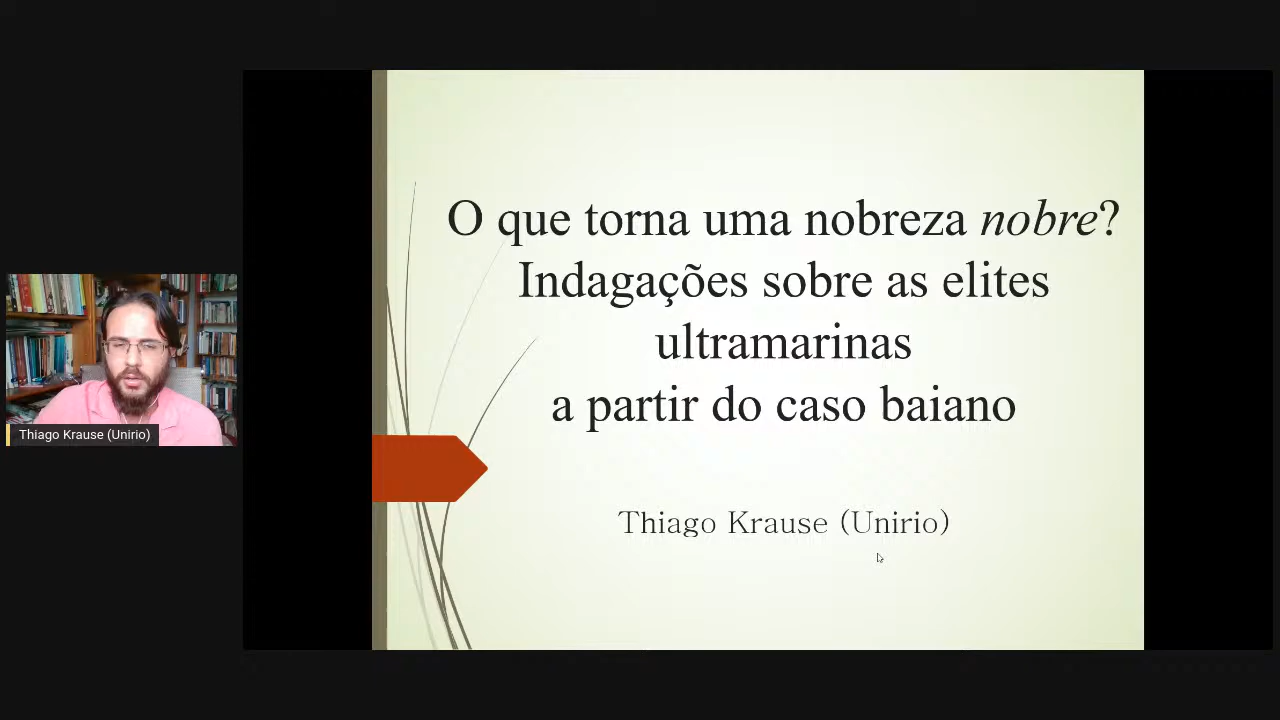 O que torna uma nobreza nobre?
Indagações sobre as elites
ultramarinas
a partir do caso baiano
Thiago Krause (Unirio)
Thiago Krause (Unirio)